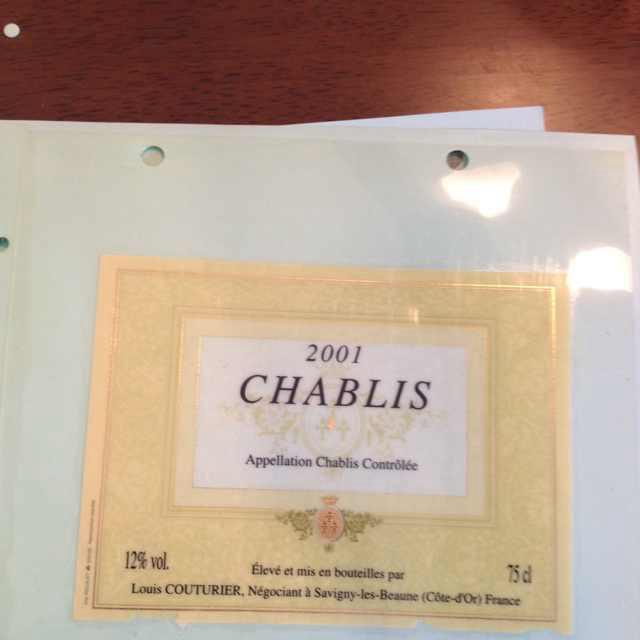 2001
CHABLIS
Appellation Chablis Contrôlée
12% vol.
75 cl
Élevé et mis en bouteilles par
Louis COUTURIER, Négociant à Savigny-les-Beaune (Côte-d'Or) France